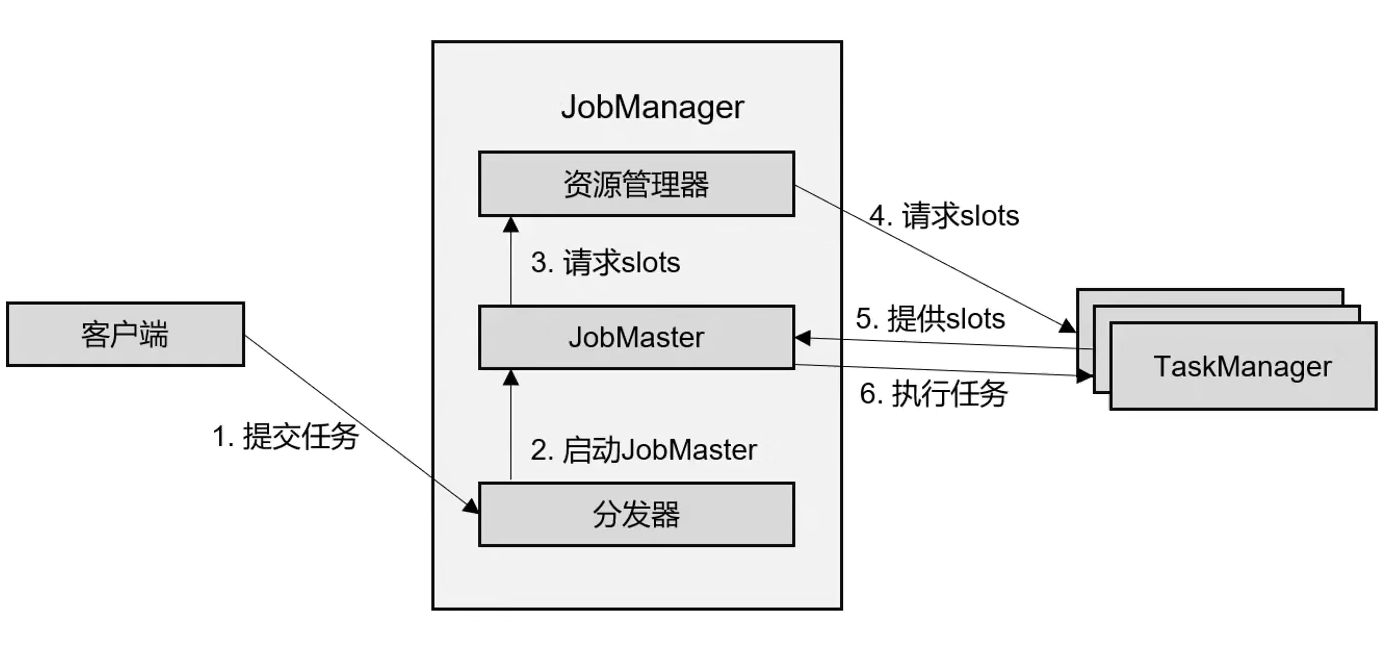 JobManager
资源管理器
4. 请求slots
3. 请求slots
客户端
JobMaster
5. 提供slots
TaskManager
6. 执行任务
1. 提交任务
2. 启动JobMaster
分发器